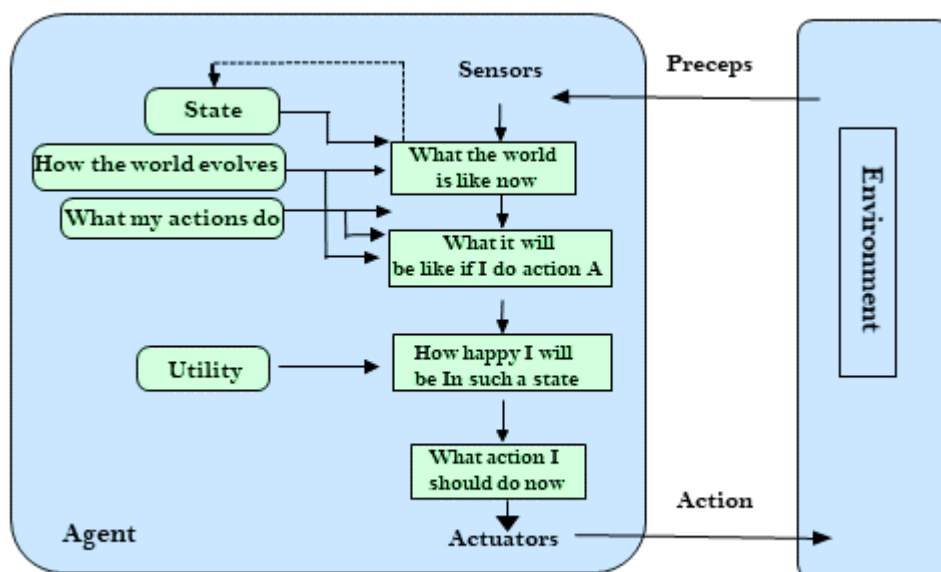 Sensors
Preceps
State
How the world evolves
What the world
is like now
What my actions do
What it will
be like if I do action A
Environment
Utility
How happy I will
be In such a state
What action I
should do now
Action
Agent
Actuators